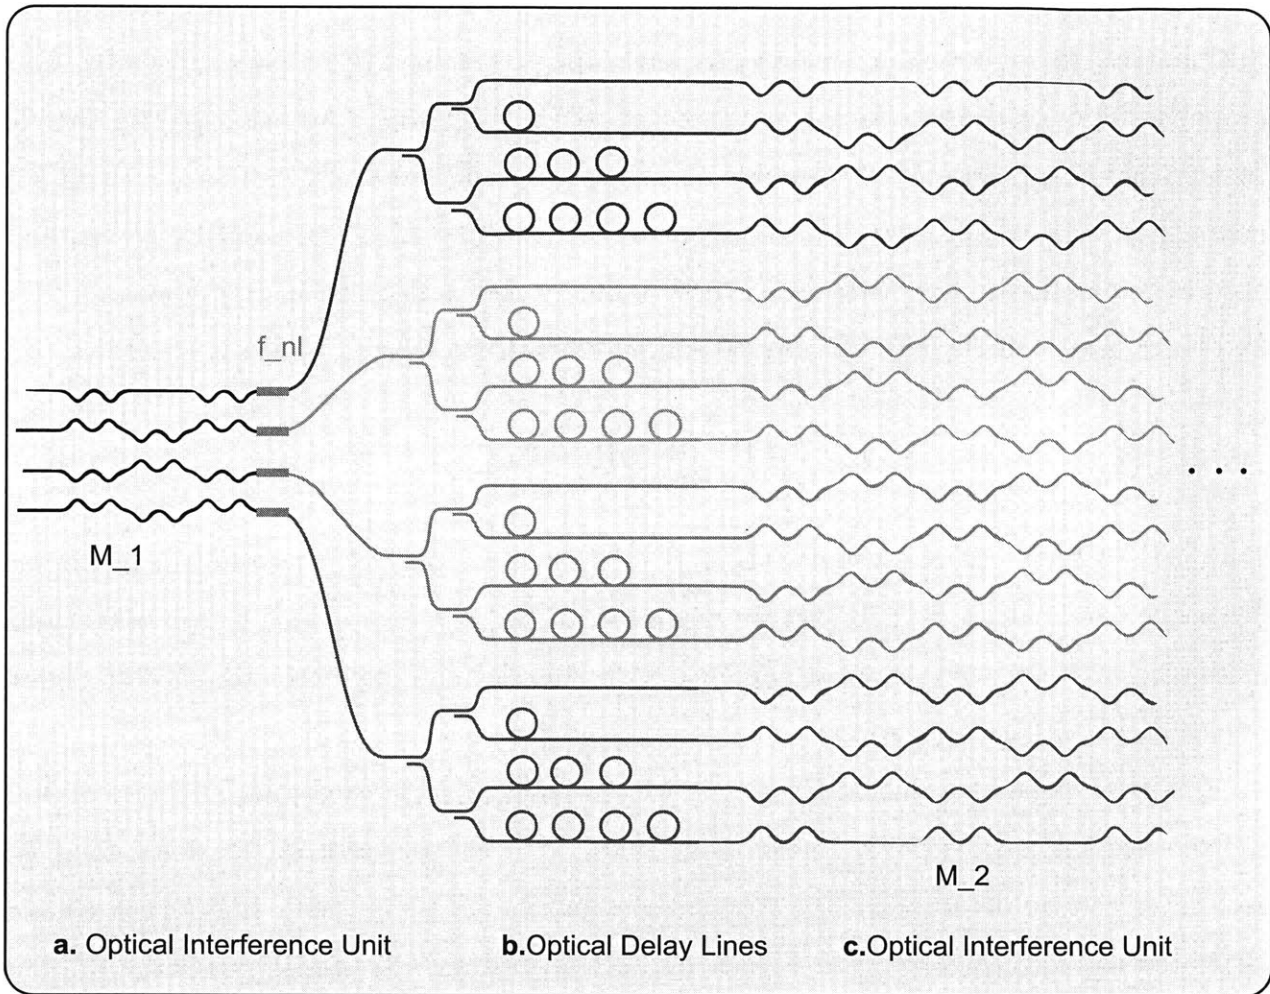 f_nl
M_1
. . .
M_2
a. Optical Interference Unit b.Optical Delay Lines c.Optical Interference Unit